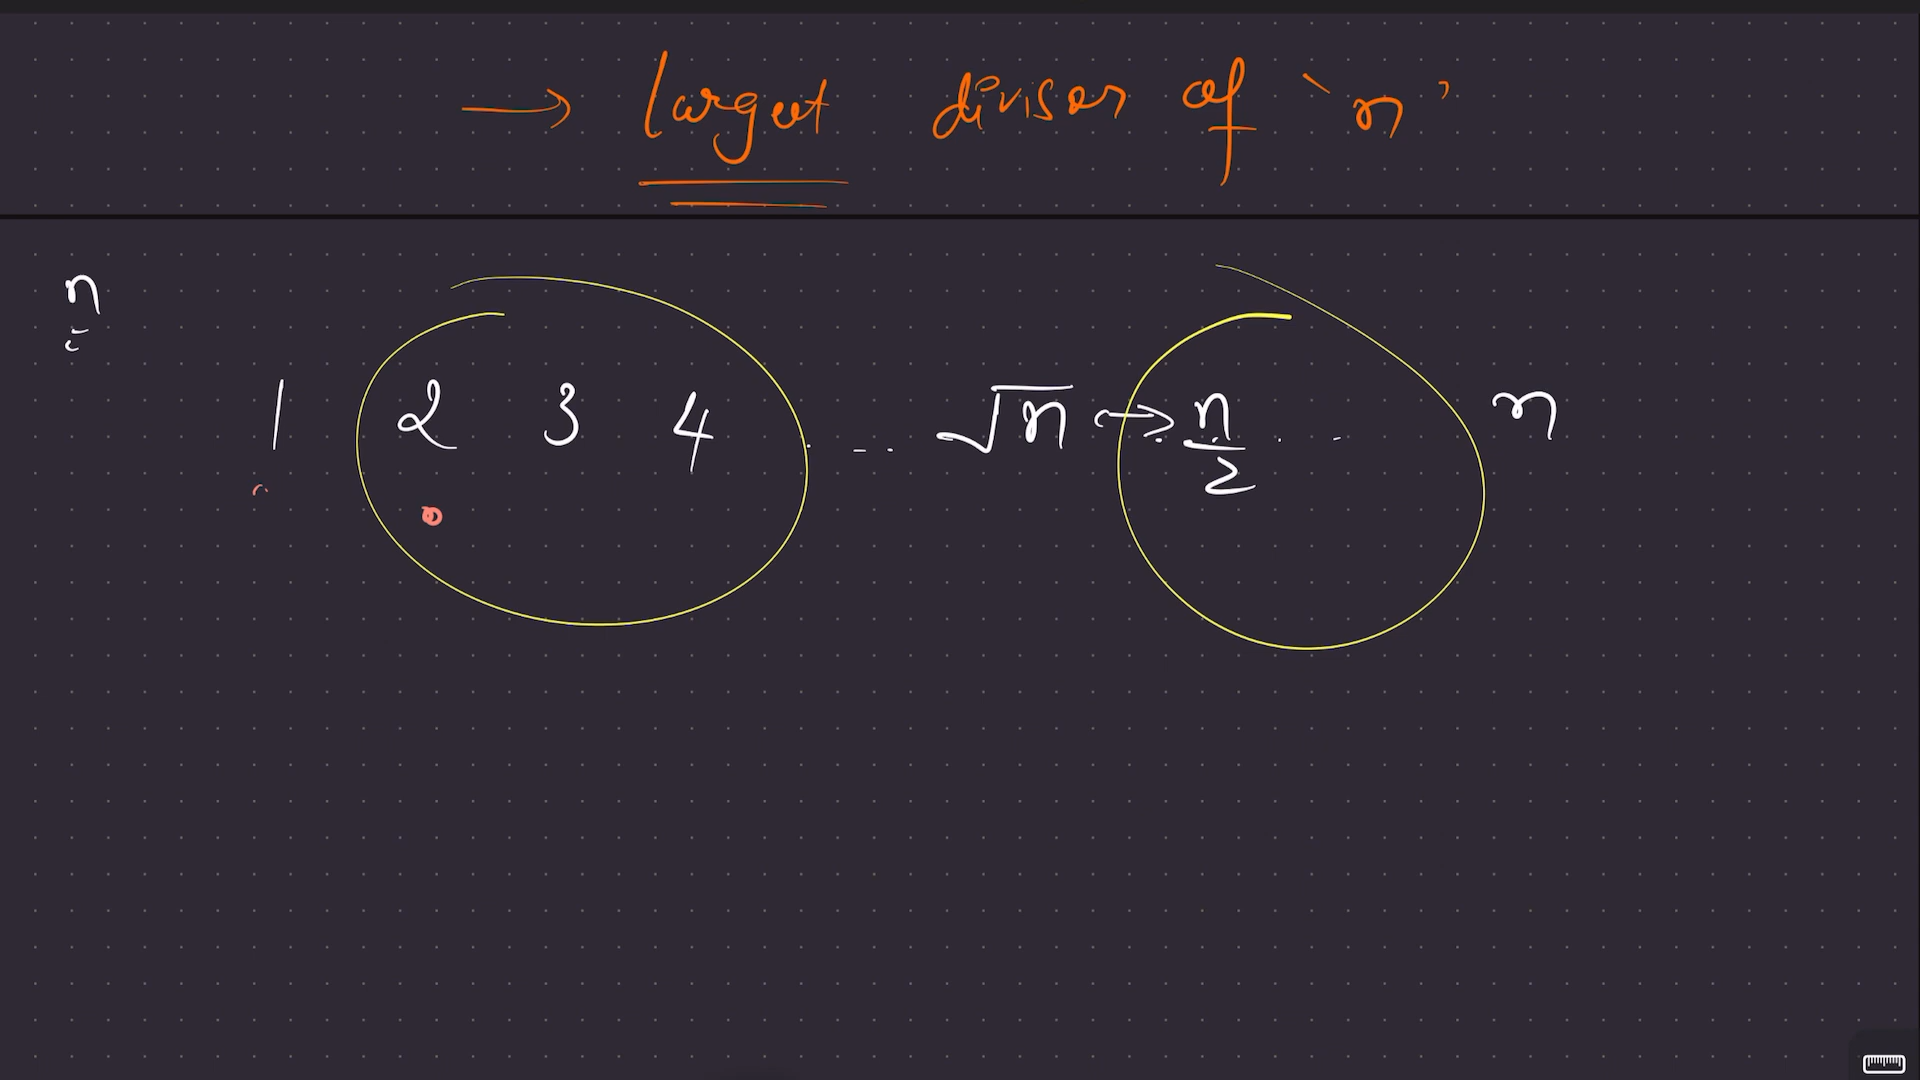 → largest divisor of 'n'
n
1 2 3 4 ... √n → n/2 ... n